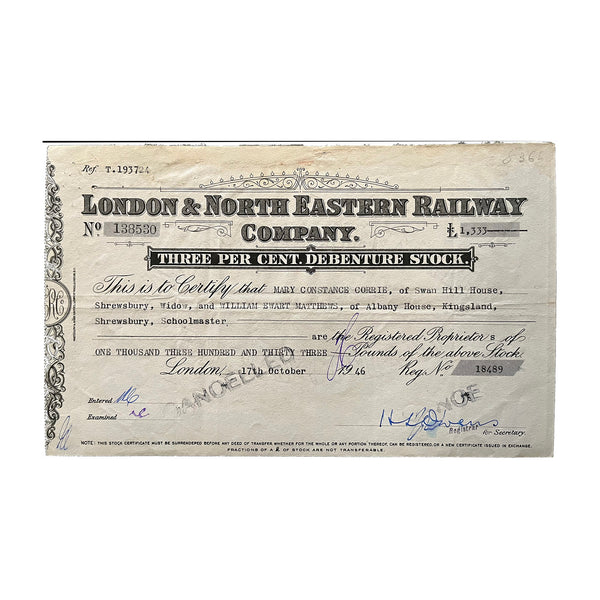 Ref. T.193724
LONDON & NORTH EASTERN RAILWAY
Nº 138530 COMPANY. £ 1,333
THREE PER CENT. DEBENTURE STOCK.
This is to Certify that MARY CONSTANCE CORRIE, of Swan Hill House,
Shrewsbury, Widow, and WILLIAM EWART MATTHEWS, of Albany House, Kingsland,
Shrewsbury, Schoolmaster
are the Registered Proprietor s of
ONE THOUSAND THREE HUNDRED AND THIRTY THREE Pounds of the above Stock.
London, 17th October 1946 Reg. Nº 18489
CANCELLED
Entered
Examined
Registrar for Secretary.
NOTE: THIS STOCK CERTIFICATE MUST BE SURRENDERED BEFORE ANY DEED OF TRANSFER, WHETHER FOR THE WHOLE OR ANY PORTION THEREOF, CAN BE REGISTERED, OR A NEW CERTIFICATE ISSUED IN EXCHANGE.
FRACTIONS OF A £ OF STOCK ARE NOT TRANSFERABLE.